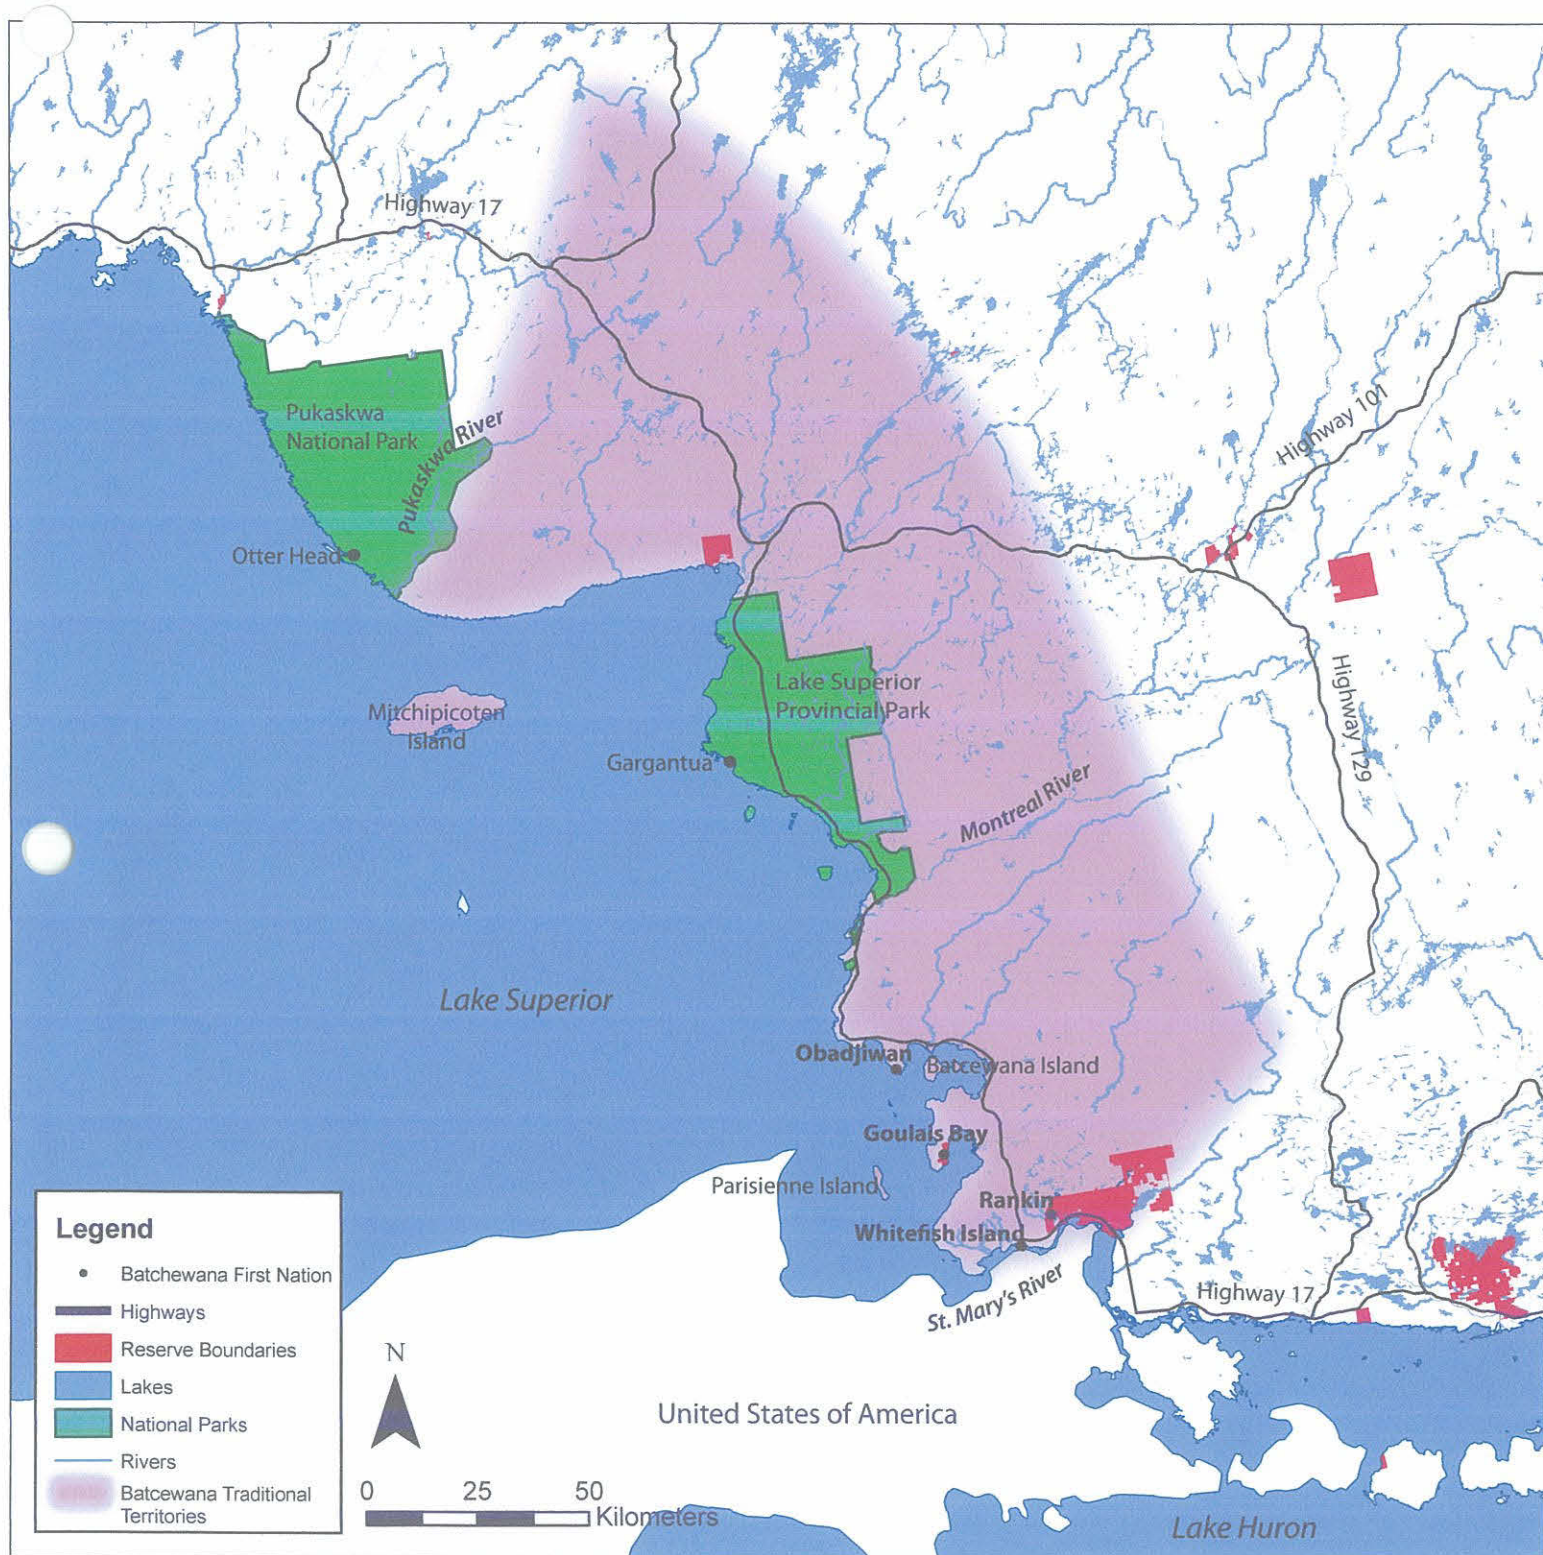 Highway 17
Highway 101
Pukaskwa
National Park
Pukaskwa River
Otter Head
Highway 129
Lake Superior
Provincial Park
Mitchipicoten
Island
Gargantua
Montreal River
Lake Superior
Obadjiwan
Batcewana Island
Goulais Bay
Parisienne Island
Rankin
Whitefish Island
St. Mary's River
Highway 17
Legend
Batchewana First Nation
Highways
Reserve Boundaries
Lakes
National Parks
Rivers
Batcewana Traditional
Territories
N
0 25 50
Kilometers
United States of America
Lake Huron